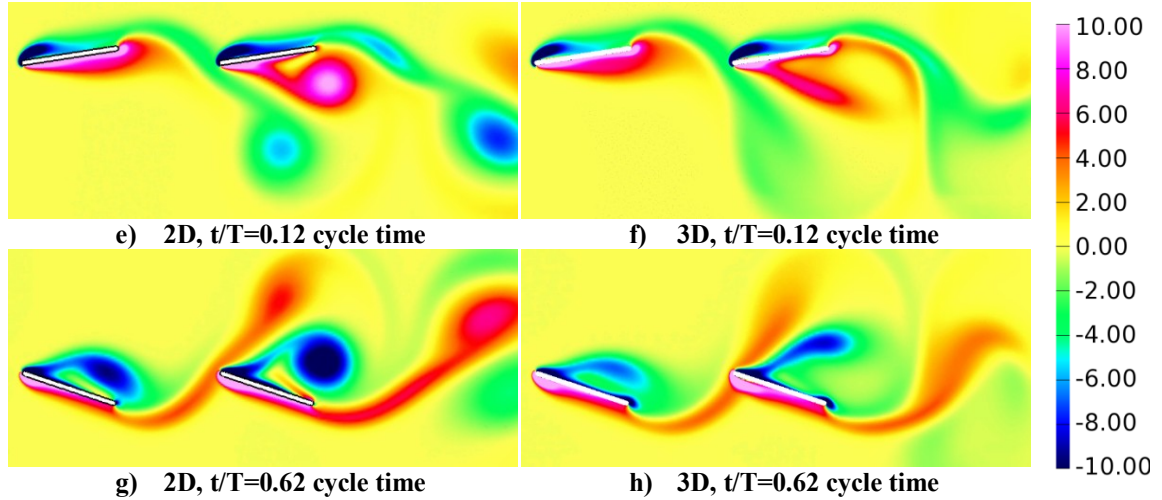 e) 2D, t/T=0.12 cycle time
f) 3D, t/T=0.12 cycle time
g) 2D, t/T=0.62 cycle time
h) 3D, t/T=0.62 cycle time
10.00
8.00
6.00
4.00
2.00
0.00
-2.00
-4.00
-6.00
-8.00
-10.00